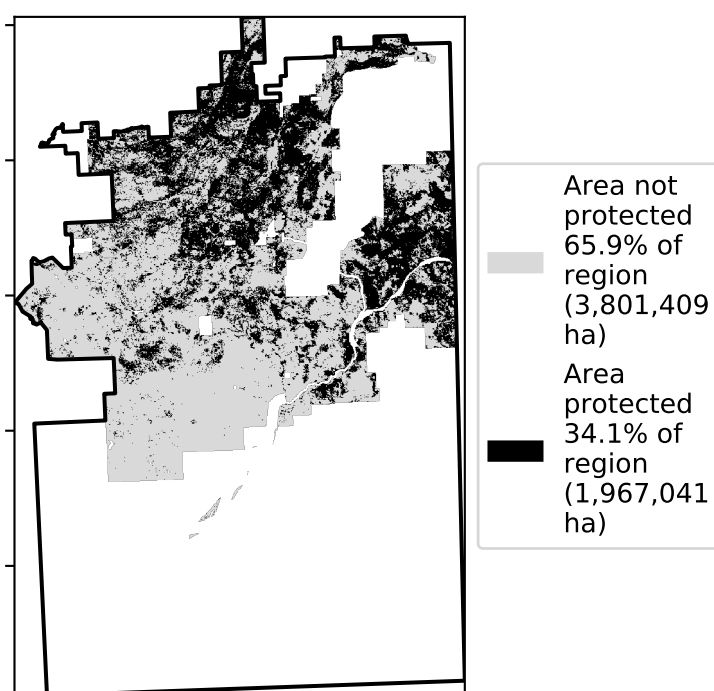 Area not
protected
65.9% of
region
(3,801,409
ha)
Area
protected
34.1% of
region
(1,967,041
ha)